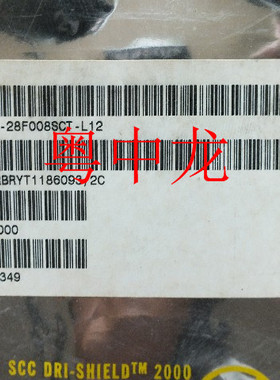 -28F008SCT-L12
粤中龙
BRYT1186093/2C
000
349
SCC DRI-SHIELD™ 2000